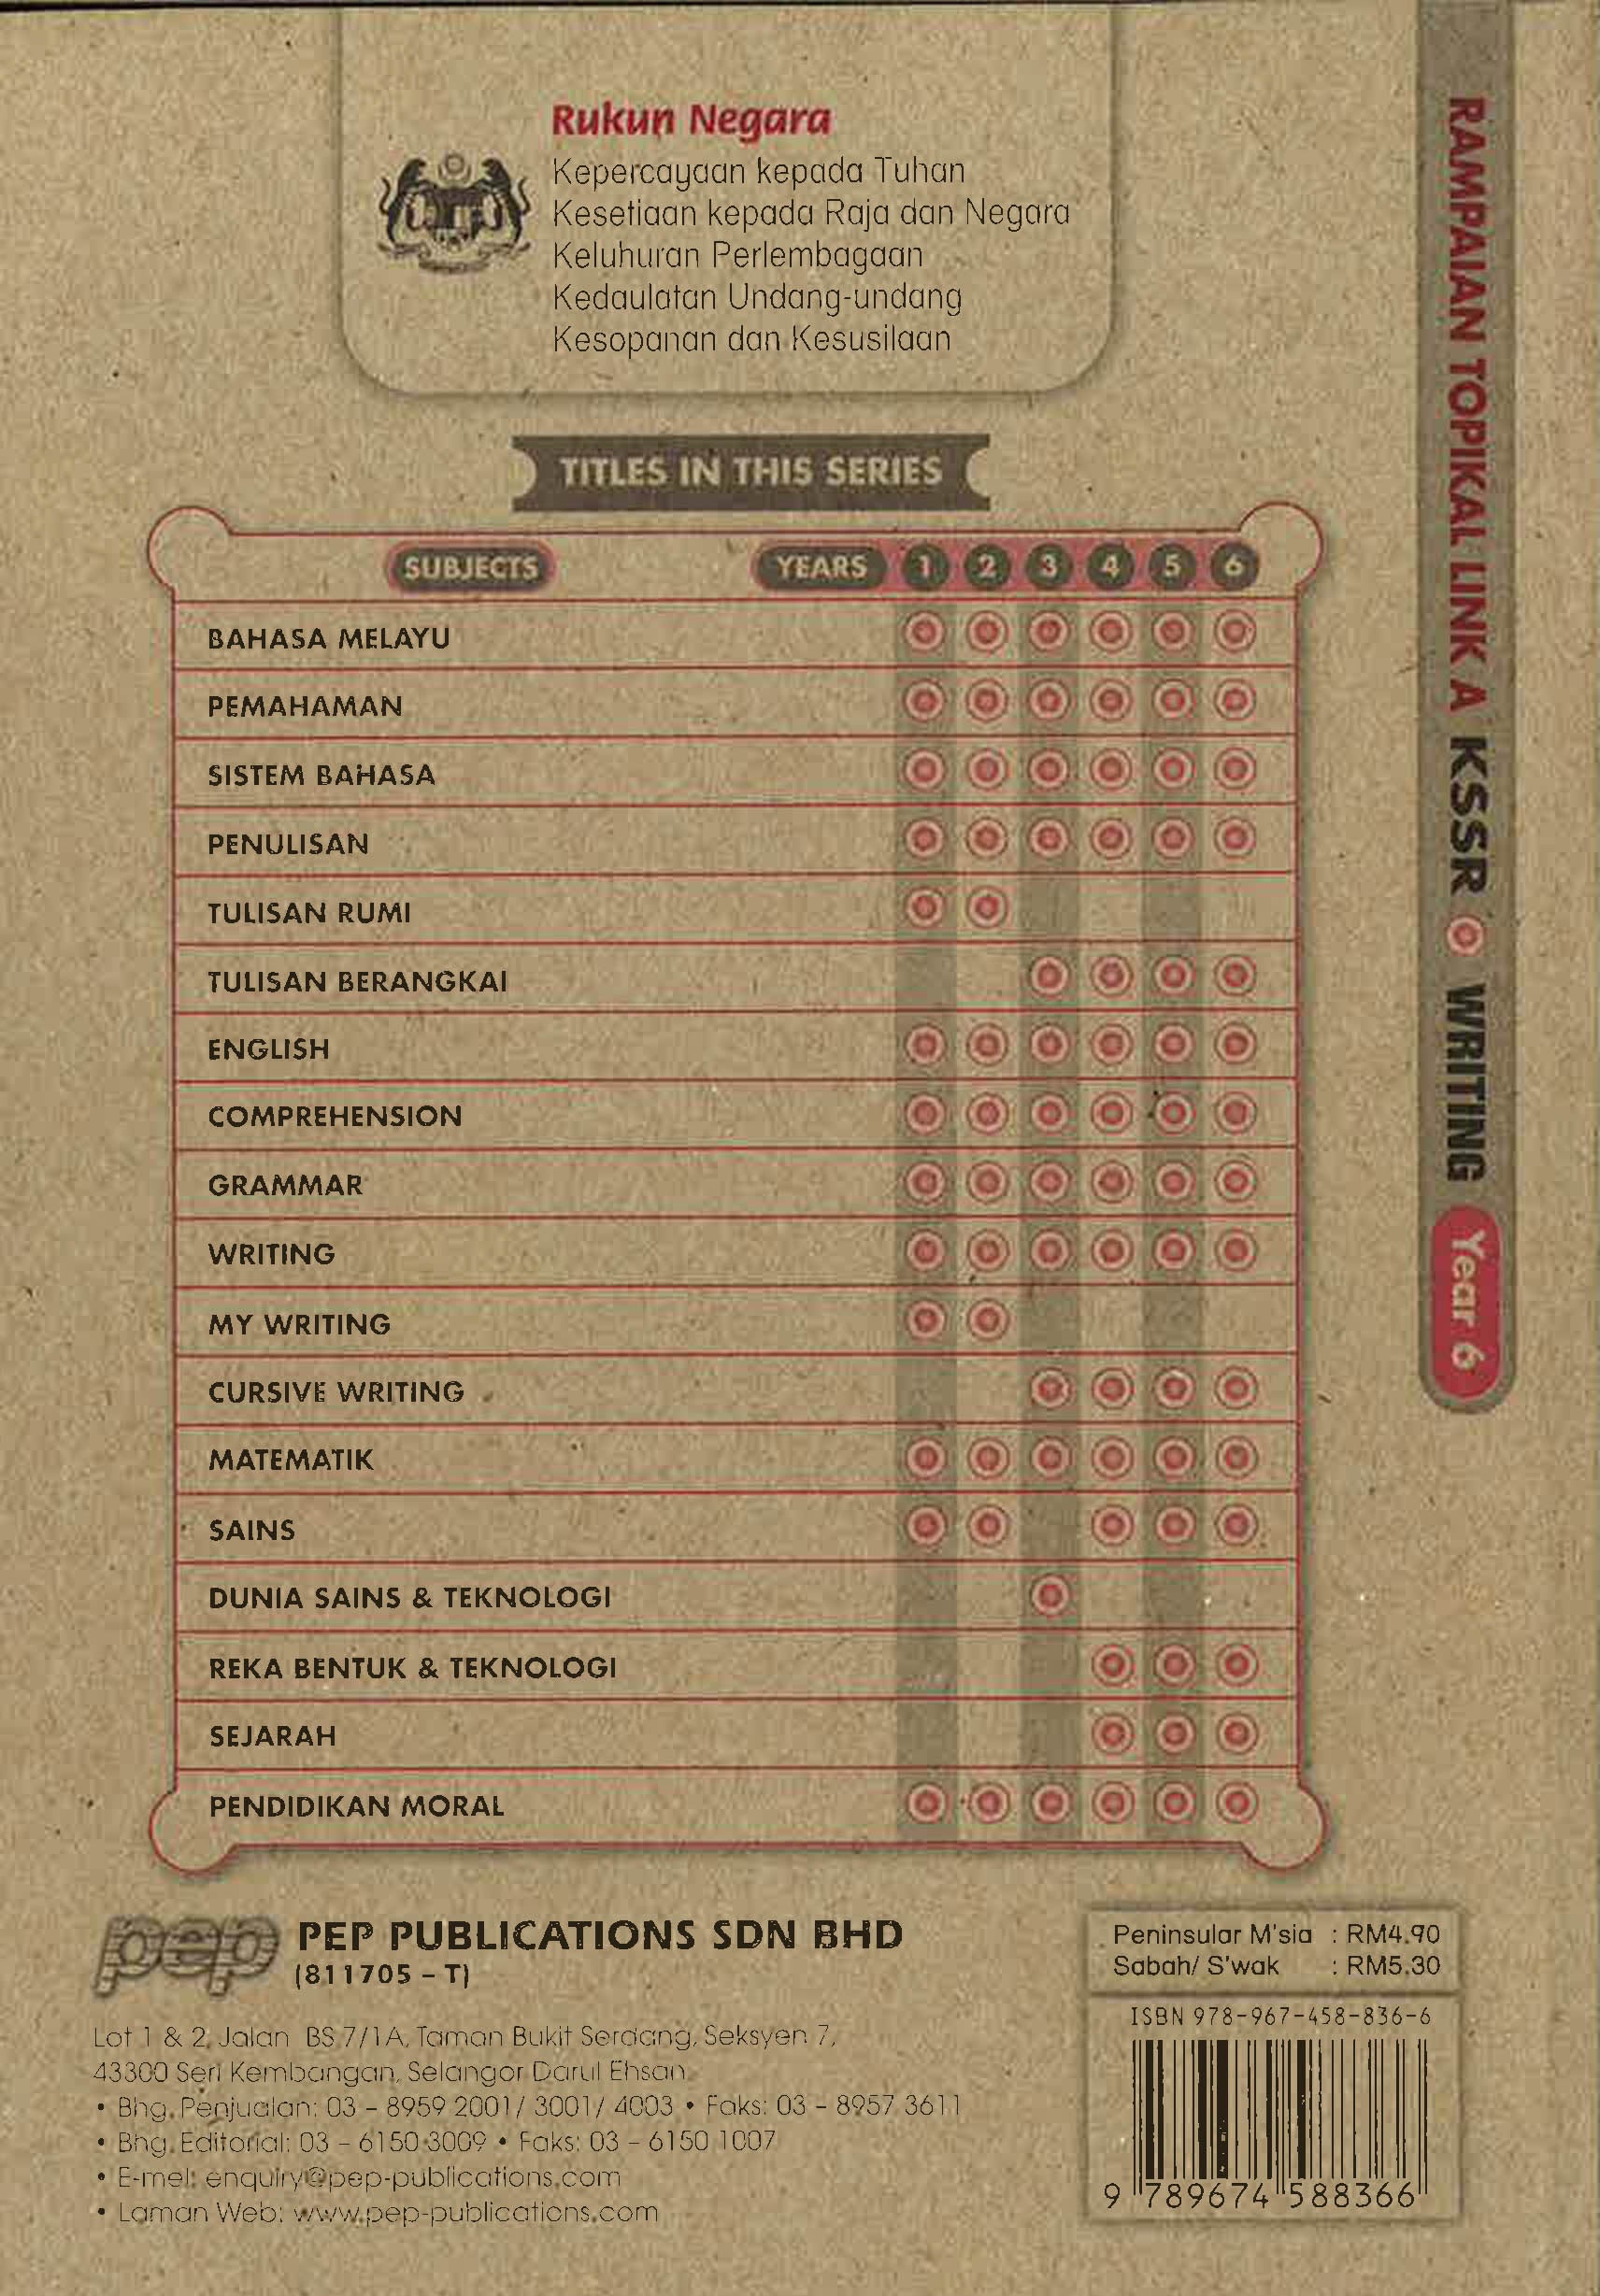 Rukun Negara
Kepercayaan kepada Tuhan
Kesetiaan kepada Raja dan Negara
Keluhuran Perlembagaan
Kedaulatan Undang-undang
Kesopanan dan Kesusilaan
TITLES IN THIS SERIES
SUBJECTS YEARS 1 2 3 4 5 6
BAHASA MELAYU
PEMAHAMAN
SISTEM BAHASA
PENULISAN
TULISAN RUMI
TULISAN BERANGKAI
ENGLISH
COMPREHENSION
GRAMMAR
WRITING
MY WRITING
CURSIVE WRITING
MATEMATIK
SAINS
DUNIA SAINS & TEKNOLOGI
REKA BENTUK & TEKNOLOGI
SEJARAH
PENDIDIKAN MORAL
pep PEP PUBLICATIONS SDN BHD
(811705 – T)
Lot 1 & 2, Jalan BS 7/1A, Taman Bukit Serdang, Seksyen 7,
43300 Seri Kembangan, Selangor Darul Ehsan.
• Bhg. Penjualan: 03 – 8959 2001/ 3001/ 4003 • Faks: 03 – 8957 3611
• Bhg. Editorial: 03 – 6150 3009 • Faks: 03 – 6150 1007
• E-mel: enquiry@pep-publications.com
• Laman Web: www.pep-publications.com
Peninsular M'sia : RM4.90
Sabah/ S'wak : RM5.30
ISBN 978-967-458-836-6
9 789674 588366
RAMPAIAN TOPIKAL LINK A KSSR WRITING Year 6